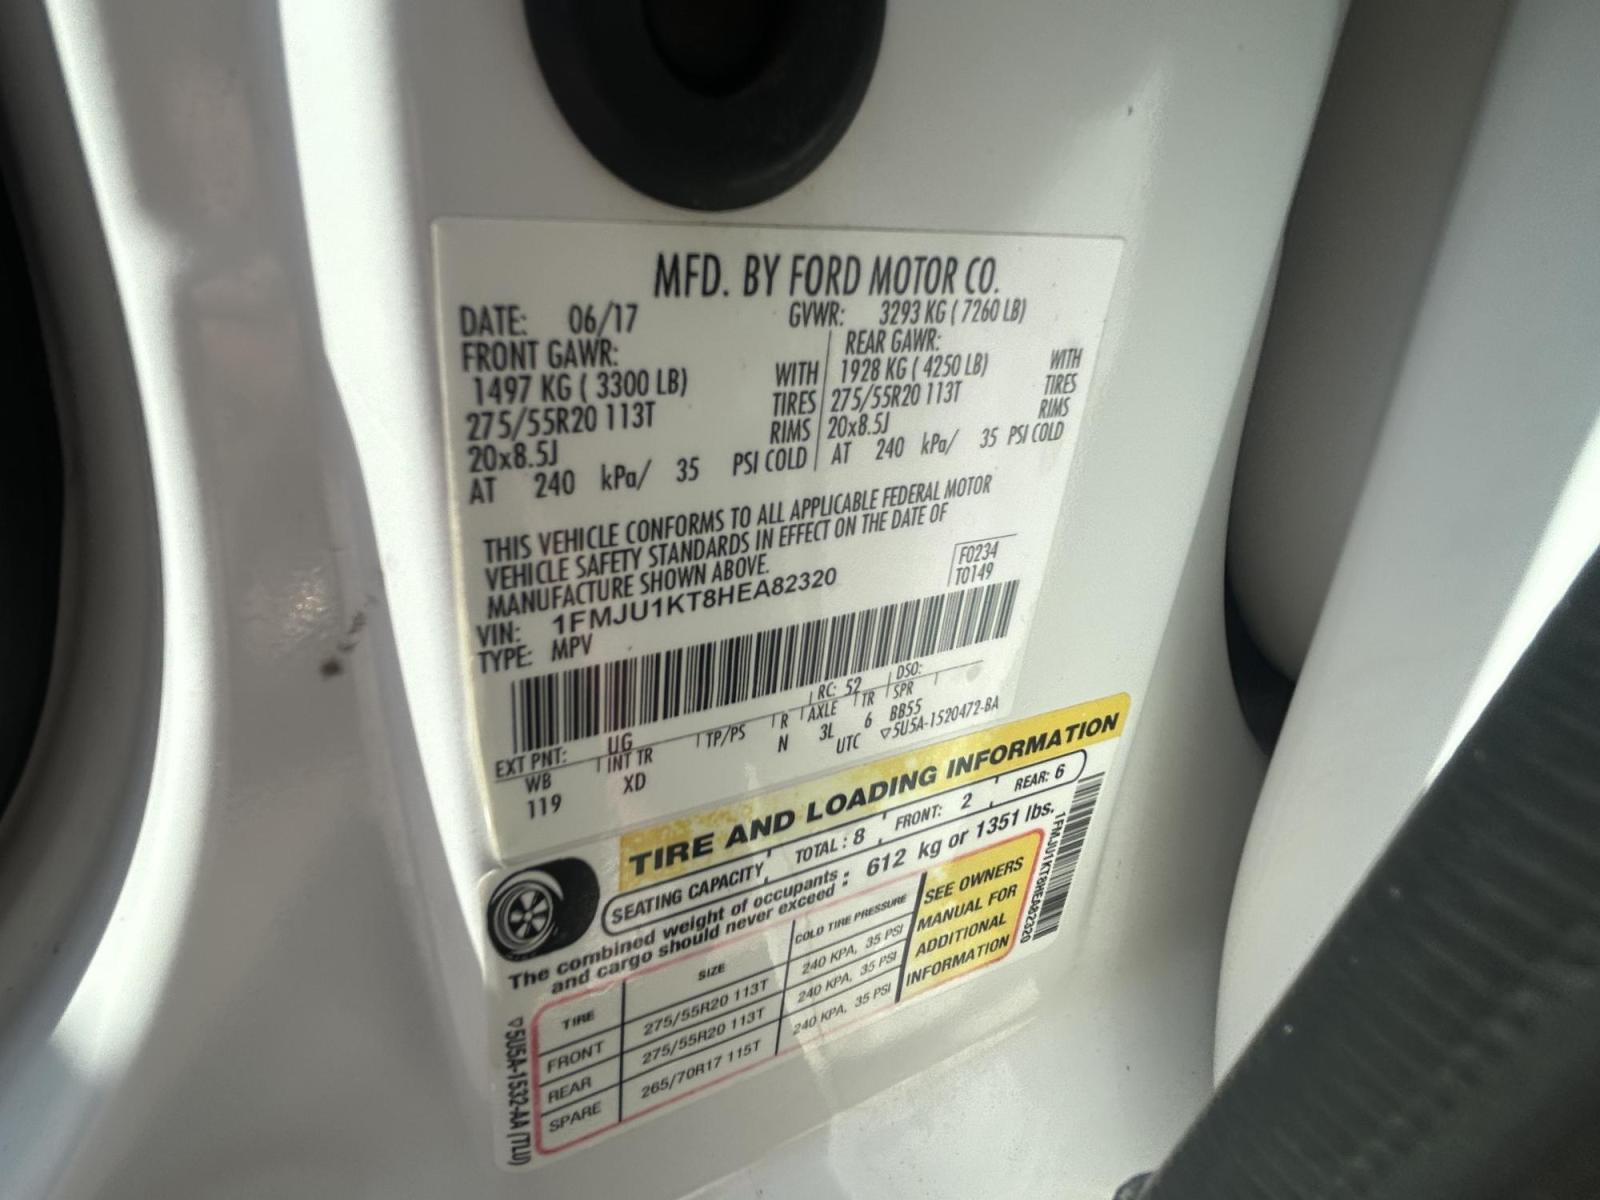 MFD. BY FORD MOTOR CO.
DATE: 06/17 GVWR: 3293 KG ( 7260 LB)
FRONT GAWR: REAR GAWR:
1497 KG ( 3300 LB) WITH 1928 KG ( 4250 LB) WITH
275/55R20 113T TIRES 275/55R20 113T TIRES
20x8.5J RIMS 20x8.5J RIMS
AT 240 kPa/ 35 PSI COLD AT 240 kPa/ 35 PSI COLD
THIS VEHICLE CONFORMS TO ALL APPLICABLE FEDERAL MOTOR
VEHICLE SAFETY STANDARDS IN EFFECT ON THE DATE OF
MANUFACTURE SHOWN ABOVE.
F0234
T0149
VIN: 1FMJU1KT8HEA82320
TYPE: MPV
EXT PNT: UG RC: 52 DSO:
WB INT TR TP/PS R AXLE TR SPR
119 XD N 3L 6 BB55
UTC ▽5U5A-1520472-BA
TIRE AND LOADING INFORMATION
SEATING CAPACITY TOTAL : 8 FRONT: 2 REAR: 6
The combined weight of occupants
and cargo should never exceed : 612 kg or 1351 lbs.
TIRE SIZE COLD TIRE PRESSURE
FRONT 275/55R20 113T 240 KPA, 35 PSI
REAR 275/55R20 113T 240 KPA, 35 PSI
SPARE 265/70R17 115T 240 KPA, 35 PSI
SEE OWNERS
MANUAL FOR
ADDITIONAL
INFORMATION
1FMJU1KT8HEA82320
▽5U5A-1532-AA (TLU)